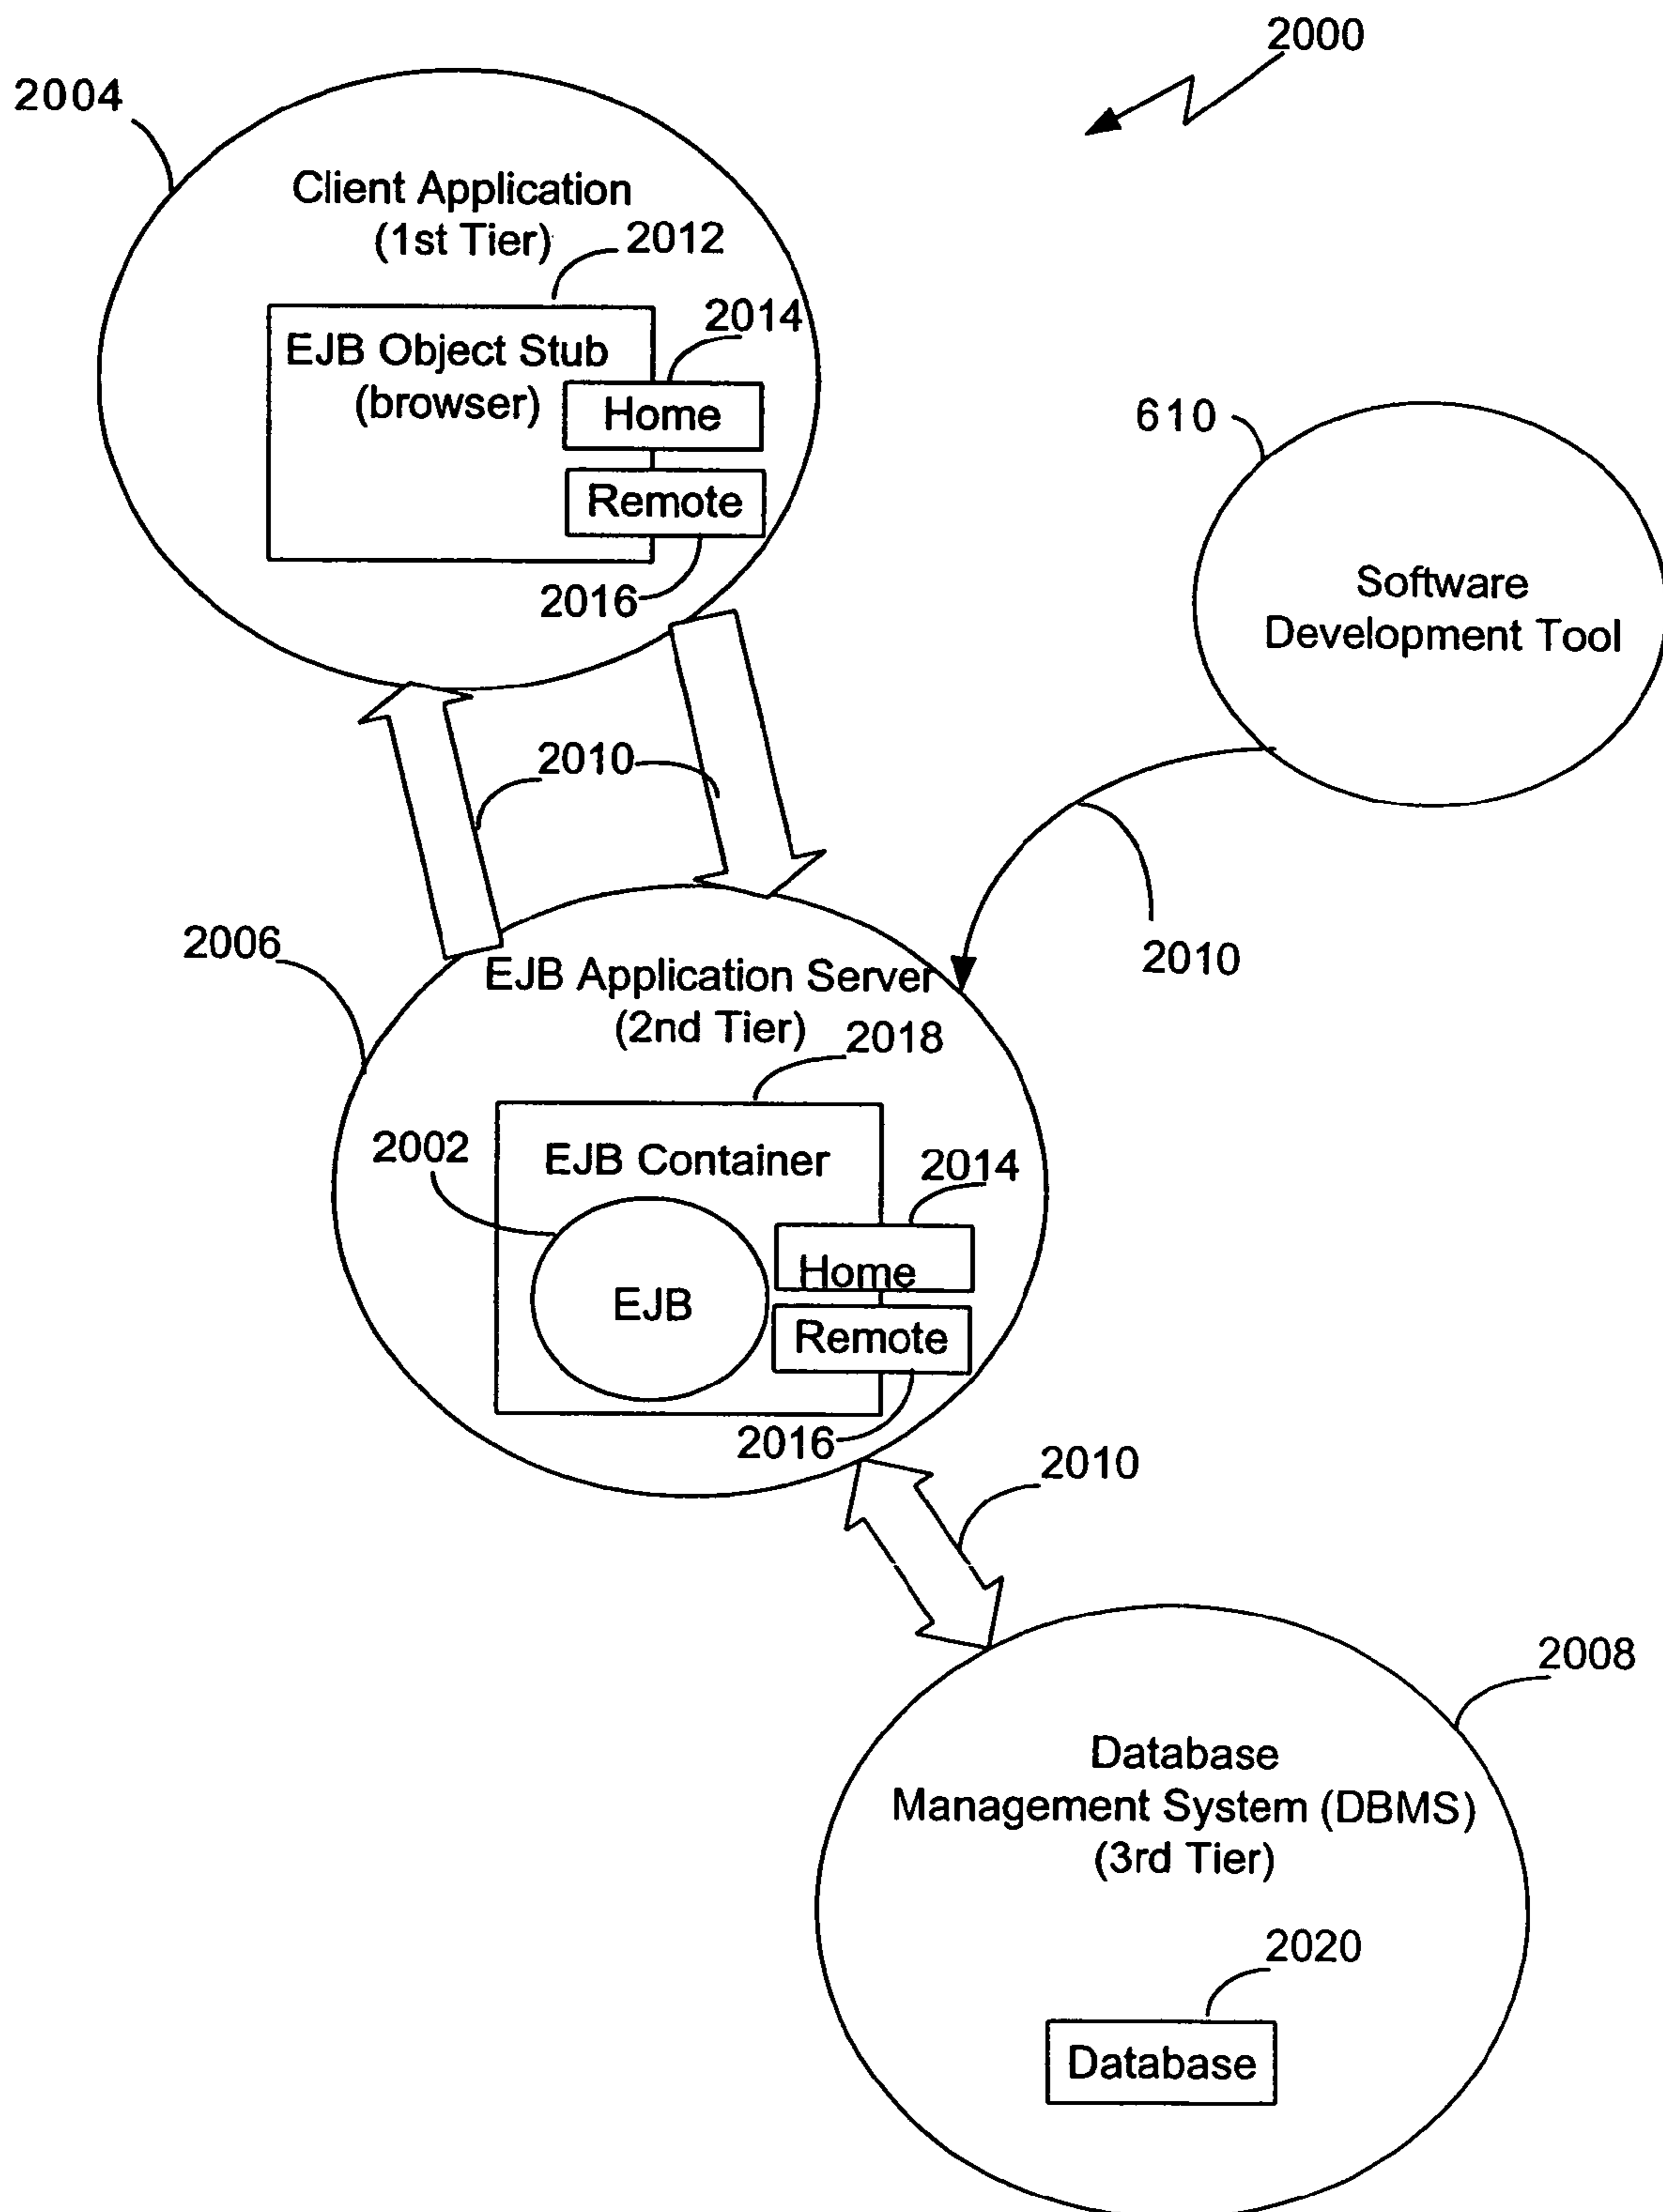 2000
2004
Client Application
(1st Tier)
2012
2014
EJB Object Stub
(browser)
Home
Remote
2016
610
Software
Development Tool
2010
2010
2006
EJB Application Server
(2nd Tier)
2018
2002
EJB Container
2014
Home
EJB
Remote
2016
2010
2008
Database
Management System (DBMS)
(3rd Tier)
2020
Database